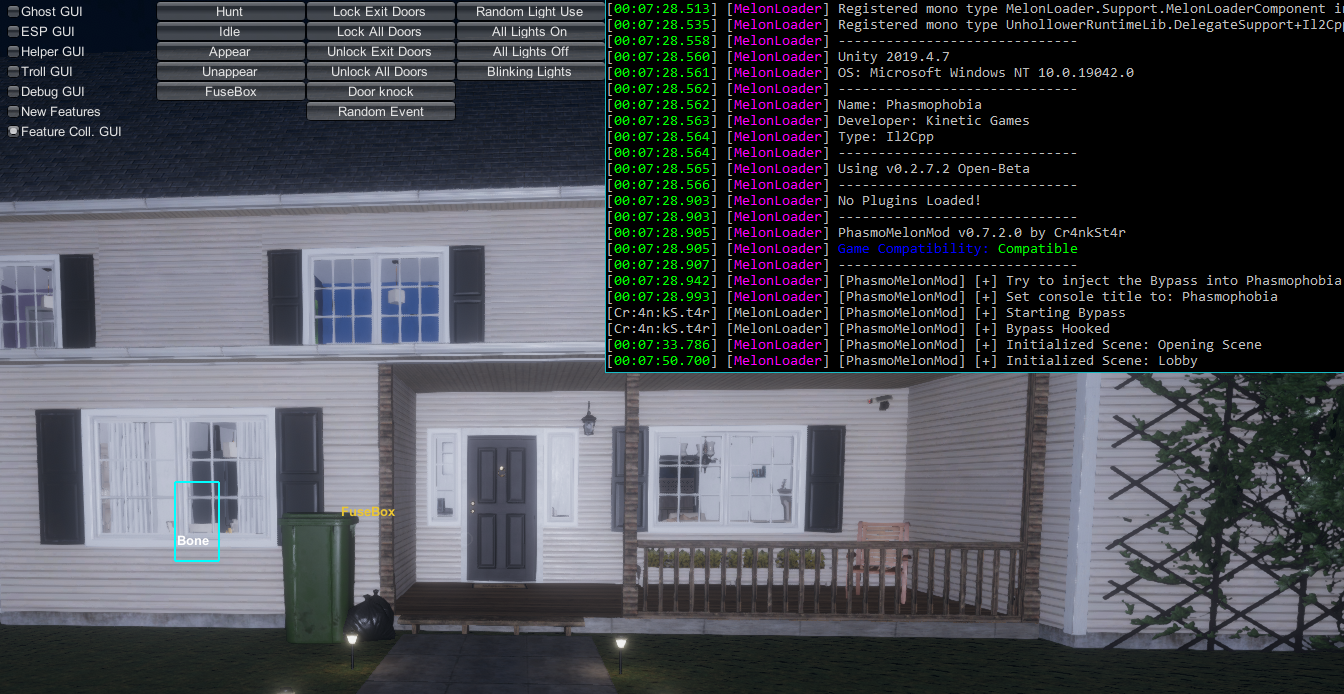 Ghost GUI
ESP GUI
Helper GUI
Troll GUI
Debug GUI
New Features
Feature Coll. GUI
Hunt
Idle
Appear
Unappear
FuseBox
Lock Exit Doors
Lock All Doors
Unlock Exit Doors
Unlock All Doors
Door knock
Random Event
Random Light Use
All Lights On
All Lights Off
Blinking Lights
[00:07:28.513] [MelonLoader] Registered mono type MelonLoader.Support.MelonLoaderComponent in
[00:07:28.535] [MelonLoader] Registered mono type UnhollowerRuntimeLib.DelegateSupport+Il2Cpp
[00:07:28.558] [MelonLoader] ------------------------------
[00:07:28.560] [MelonLoader] Unity 2019.4.7
[00:07:28.561] [MelonLoader] OS: Microsoft Windows NT 10.0.19042.0
[00:07:28.562] [MelonLoader] ------------------------------
[00:07:28.562] [MelonLoader] Name: Phasmophobia
[00:07:28.563] [MelonLoader] Developer: Kinetic Games
[00:07:28.564] [MelonLoader] Type: Il2Cpp
[00:07:28.564] [MelonLoader] ------------------------------
[00:07:28.565] [MelonLoader] Using v0.2.7.2 Open-Beta
[00:07:28.566] [MelonLoader] ------------------------------
[00:07:28.903] [MelonLoader] No Plugins Loaded!
[00:07:28.903] [MelonLoader] ------------------------------
[00:07:28.905] [MelonLoader] PhasmoMelonMod v0.7.2.0 by Cr4nkSt4r
[00:07:28.905] [MelonLoader] Game Compatibility: Compatible
[00:07:28.907] [MelonLoader] ------------------------------
[00:07:28.942] [MelonLoader] [PhasmoMelonMod] [+] Try to inject the Bypass into Phasmophobia
[00:07:28.993] [MelonLoader] [PhasmoMelonMod] [+] Set console title to: Phasmophobia
[Cr:4n:kS.t4r] [MelonLoader] [PhasmoMelonMod] [+] Starting Bypass
[Cr:4n:kS.t4r] [MelonLoader] [PhasmoMelonMod] [+] Bypass Hooked
[00:07:33.786] [MelonLoader] [PhasmoMelonMod] [+] Initialized Scene: Opening Scene
[00:07:50.700] [MelonLoader] [PhasmoMelonMod] [+] Initialized Scene: Lobby
FuseBox
Bone